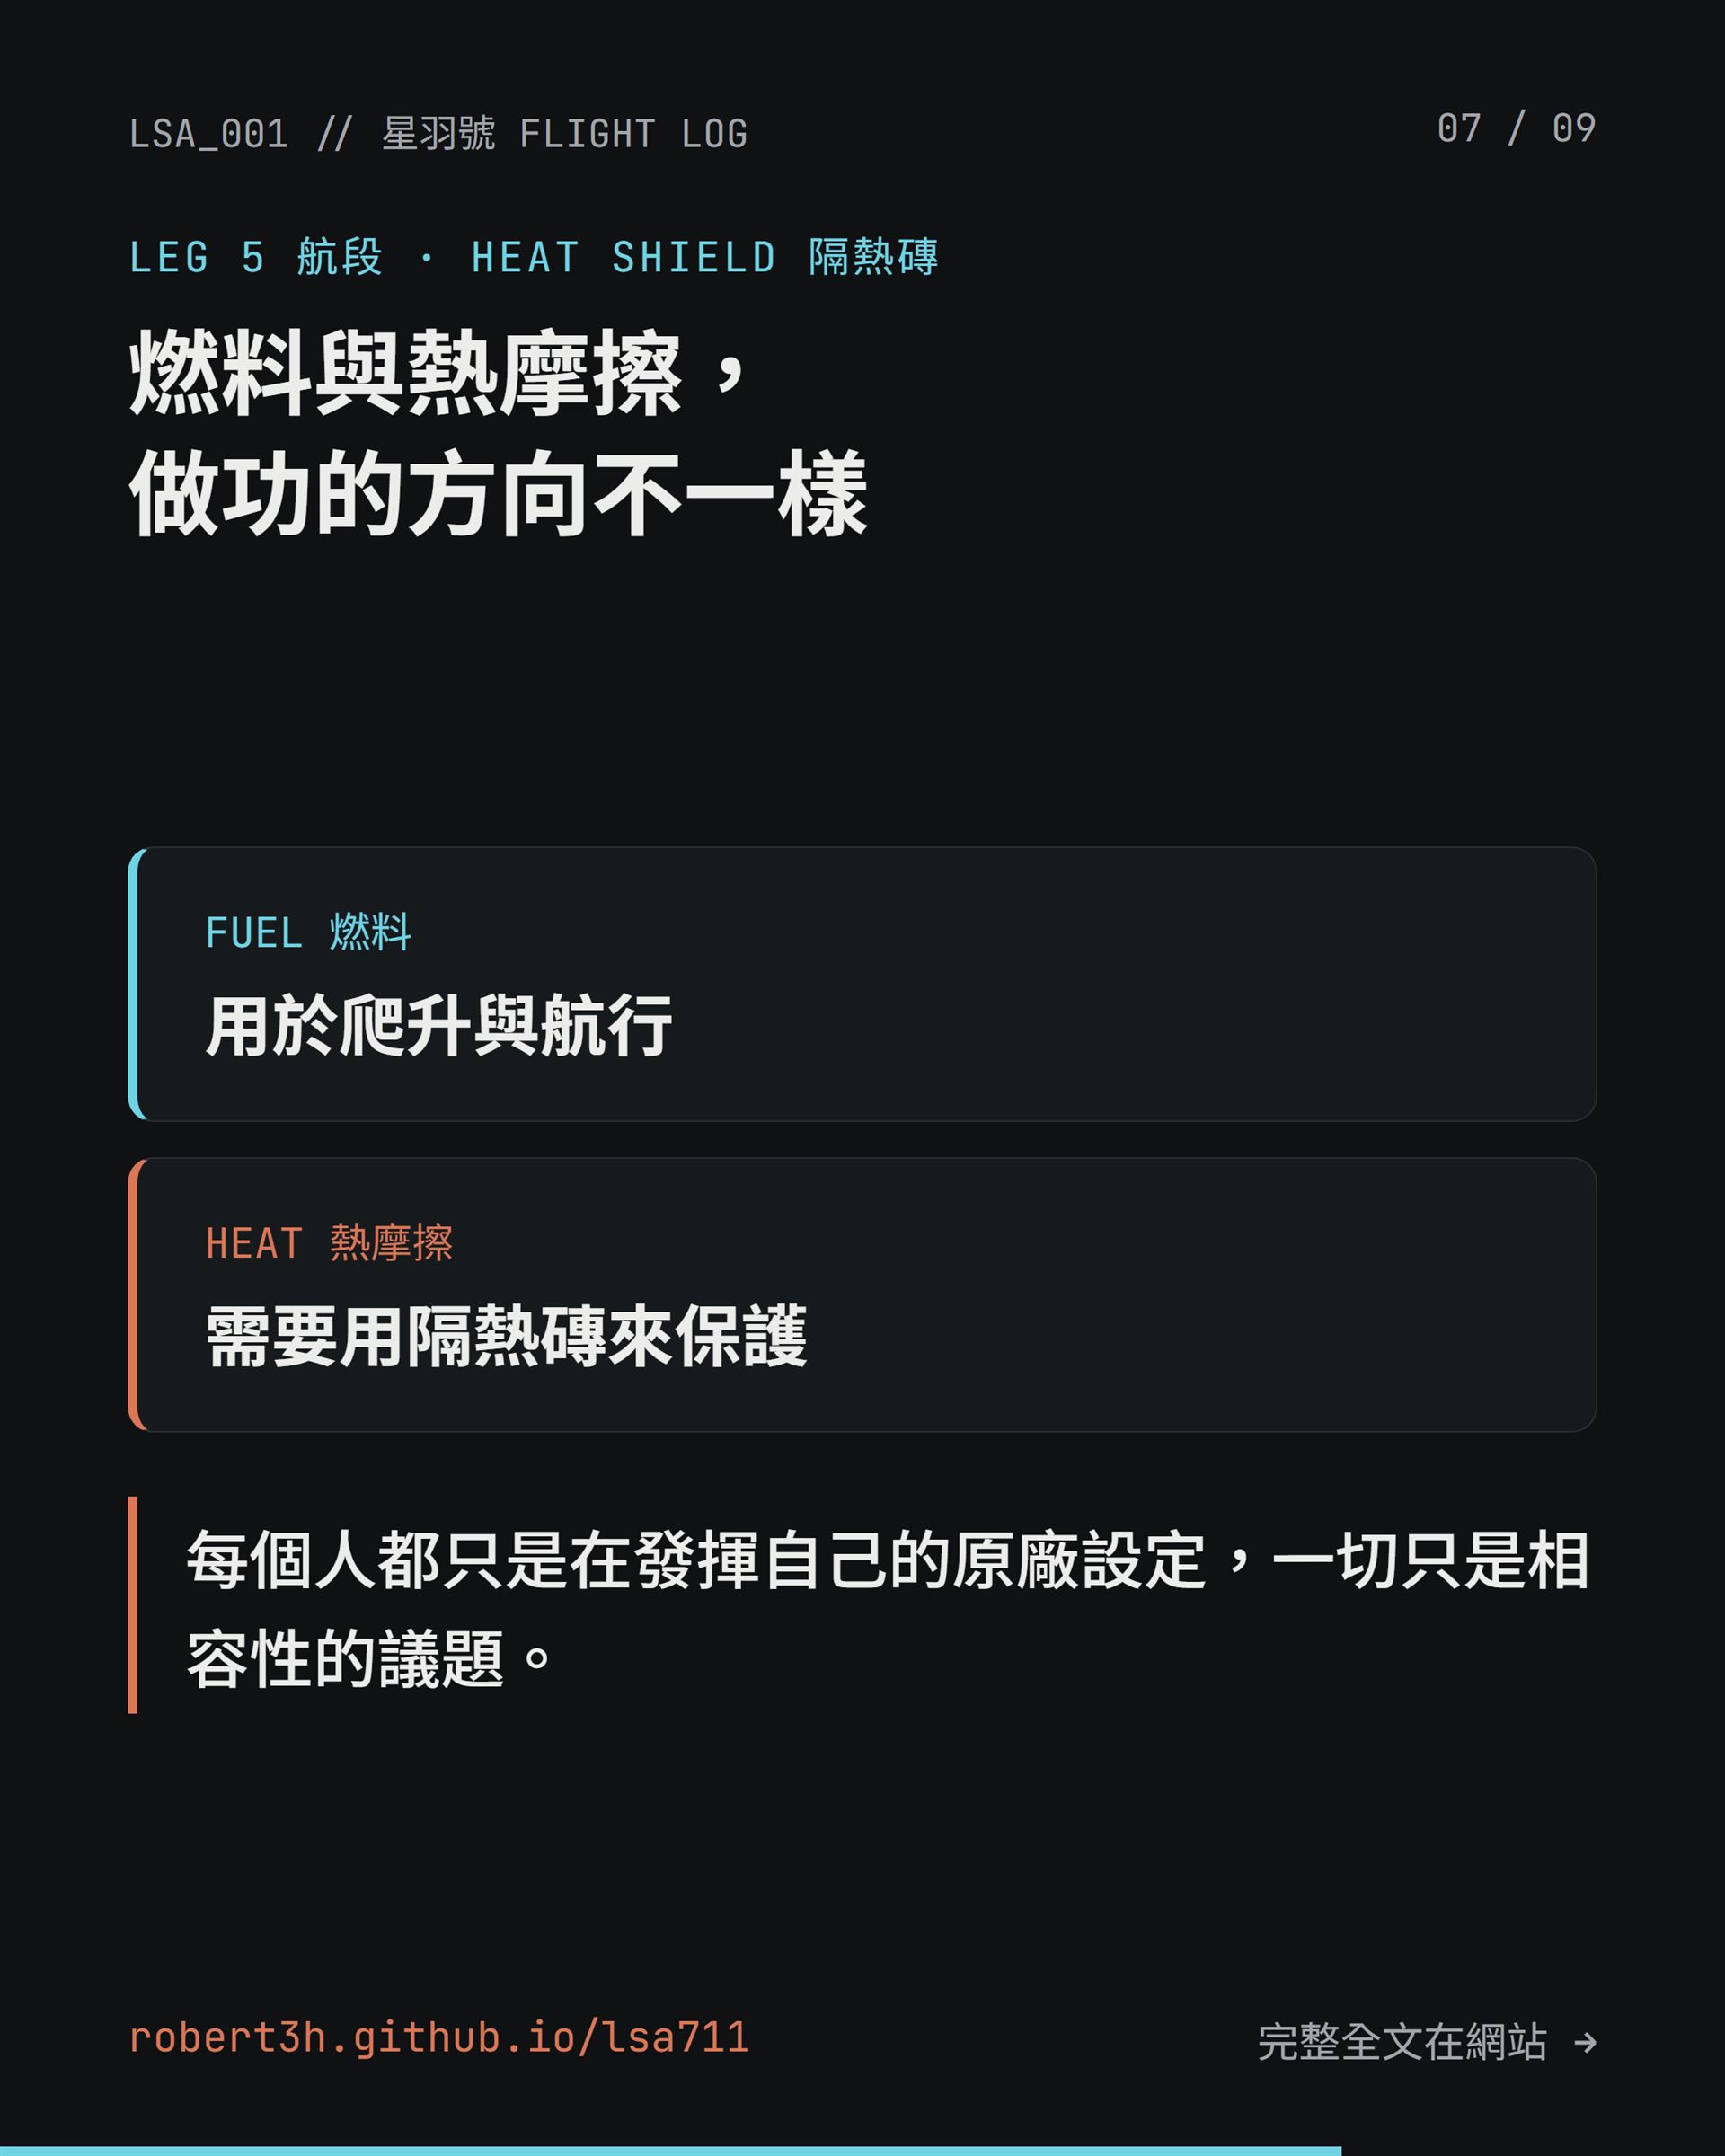 LSA_001 // 星羽號 FLIGHT LOG
07 / 09
LEG 5 航段 · HEAT SHIELD 隔熱磚
燃料與熱摩擦，
做功的方向不一樣
FUEL 燃料
用於爬升與航行
HEAT 熱摩擦
需要用隔熱磚來保護
每個人都只是在發揮自己的原廠設定，一切只是相
容性的議題。
robert3h.github.io/lsa711
完整全文在網站 →